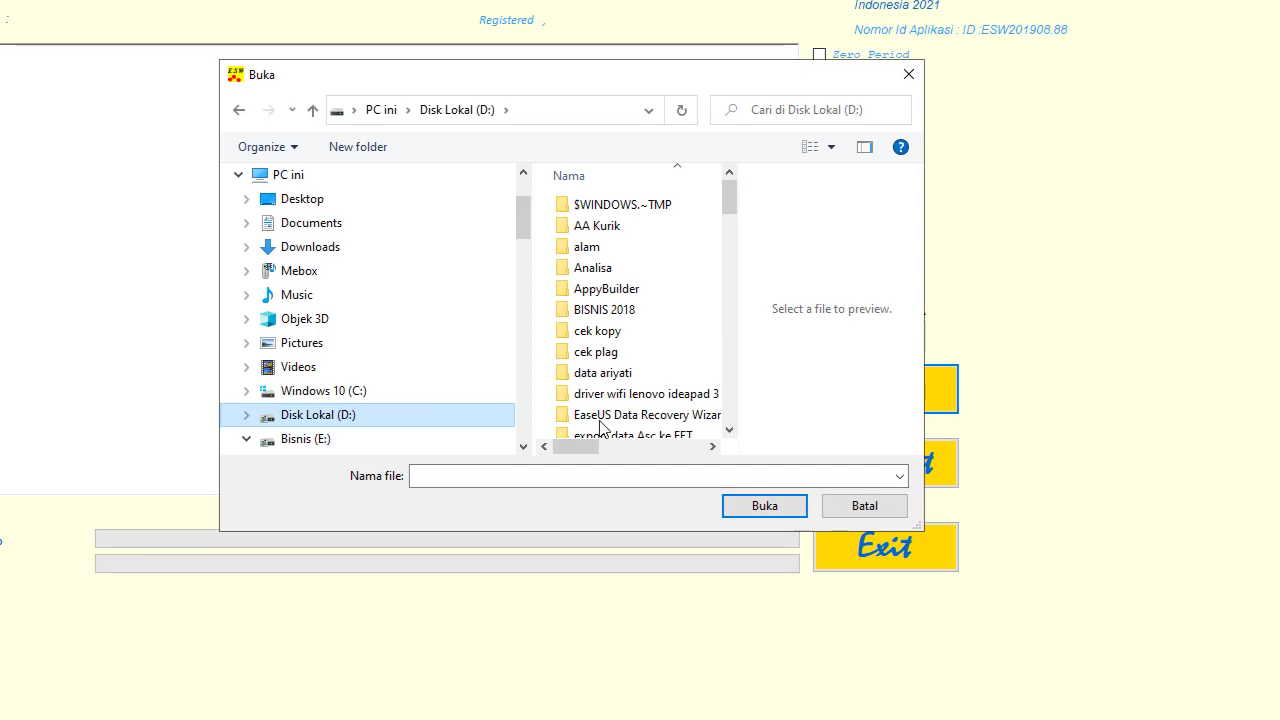 Indonesia 2021
:
Registered ,
Nomor Id Aplikasi : ID :ESW201908.88
Zero Period
ESW
Buka
PC ini
Disk Lokal (D:)
Cari di Disk Lokal (D:)
Organize
New folder
PC ini
Desktop
Documents
Downloads
Mebox
Music
Objek 3D
Pictures
Videos
Windows 10 (C:)
Disk Lokal (D:)
Bisnis (E:)
Nama
$WINDOWS.~TMP
AA Kurik
alam
Analisa
AppyBuilder
BISNIS 2018
cek kopy
cek plag
data ariyati
driver wifi lenovo ideapad 3
EaseUS Data Recovery Wizar
Select a file to preview.
Nama file:
Buka
Batal
Exit